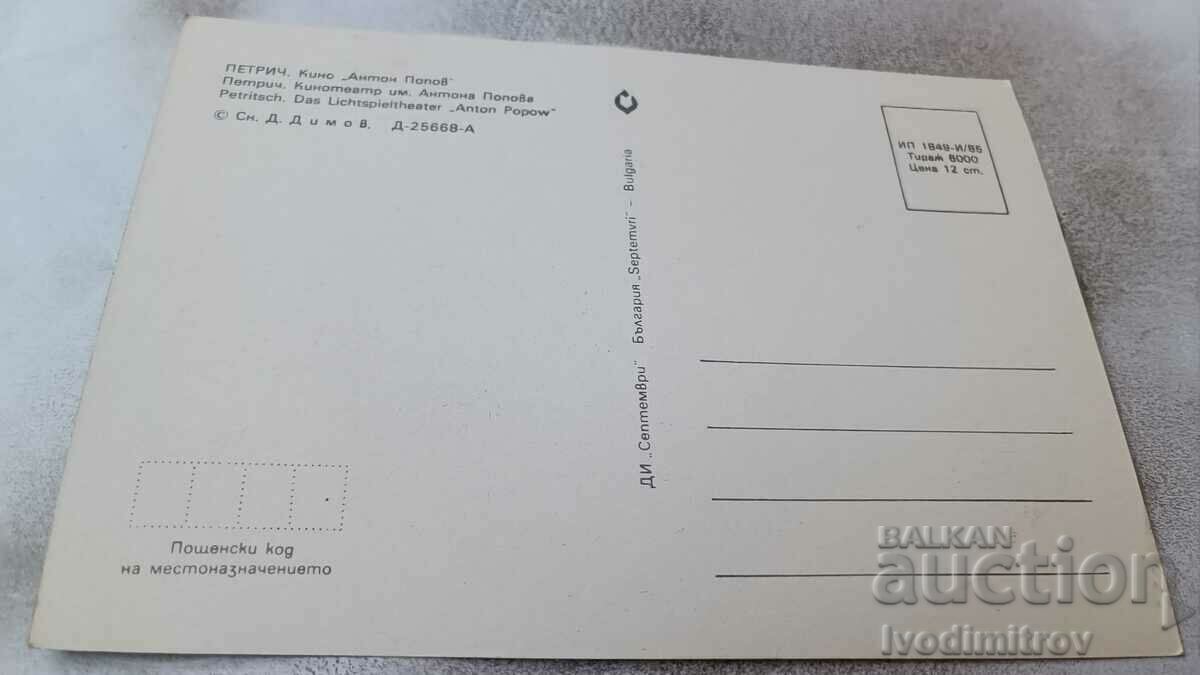 ПЕТРИЧ. Кино „Антон Попов"
Петрич. Кинотеатр им. Антона Попова
Petritsch. Das Lichtspieltheater „Anton Popow"
© Сн. Д. Димов. Д-25668-А
ДИ „Септември" България „Septemvri" – Bulgaria
ИП 1849-И/85
Тираж 8000
Цена 12 ст.
Пощенски код
на местоназначението
BALKAN
auction
Ivodimitrov